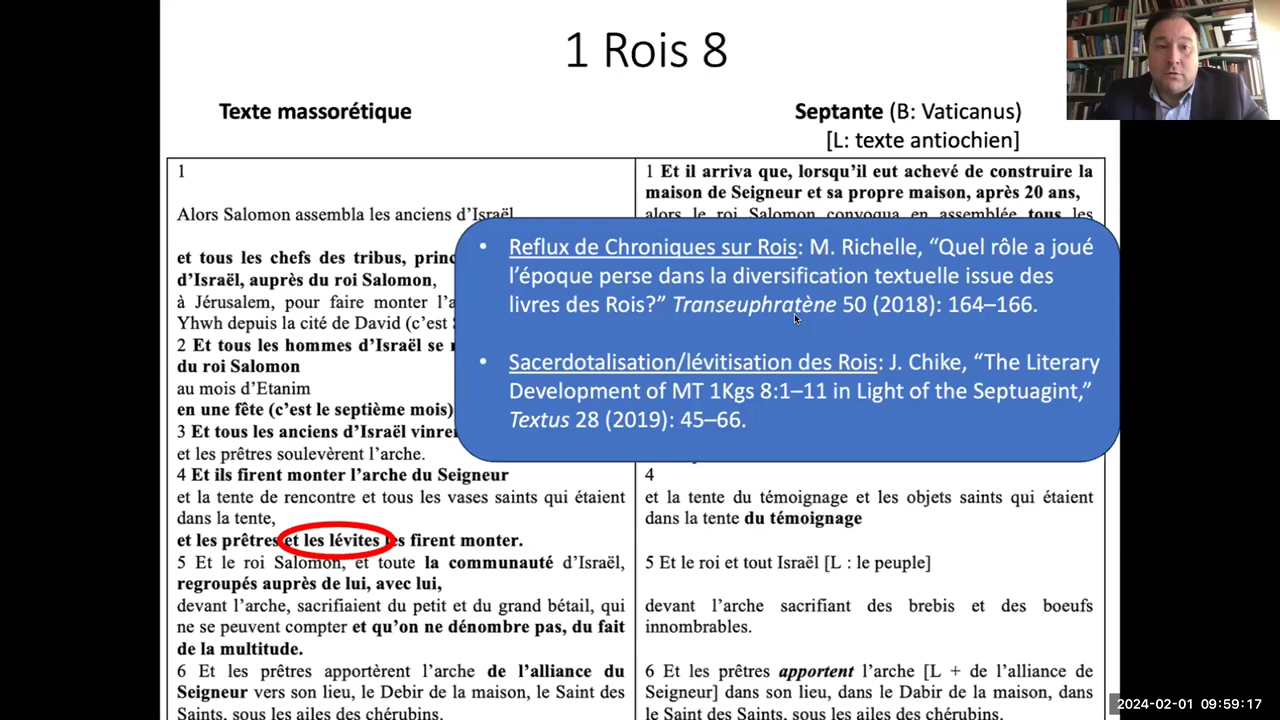 1 Rois 8
Texte massorétique
Septante (B: Vaticanus)
[L: texte antiochien]
1
Alors Salomon assembla les anciens d’Israël
et tous les chefs des tribus,
d’Israël, auprès du roi Salomon,
à Jérusalem, pour faire monter
Yhwh depuis la cité de David (c’est
2 Et tous les hommes d’Israël se
du roi Salomon
au mois d’Etanim
en une fête (c’est le septième mois)
3 Et tous les anciens d’Israël
et les prêtres soulevèrent l’arche.
4 Et ils firent monter l’arche du Seigneur
et la tente de rencontre et tous les vases saints qui étaient
dans la tente,
et les prêtres et les lévites les firent monter.
5 Et le roi Salomon, et toute la communauté d’Israël,
regroupés auprès de lui, avec lui,
devant l’arche, sacrifiaient du petit et du grand bétail, qui
ne se peuvent compter et qu’on ne dénombre pas, du fait
de la multitude.
6 Et les prêtres apportèrent l’arche de l’alliance du
Seigneur vers son lieu, le Debir de la maison, le Saint des
Saints, sous les ailes des chérubins.
1 Et il arriva que, lorsqu’il eut achevé de construire la
maison de Seigneur et sa propre maison, après 20 ans,
alors le roi Salomon convoqua en assemblée tous les
• Reflux de Chroniques sur Rois: M. Richelle, “Quel rôle a joué
l’époque perse dans la diversification textuelle issue des
livres des Rois?” Transeuphratène 50 (2018): 164–166.
• Sacerdotalisation/lévitisation des Rois: J. Chike, “The Literary
Development of MT 1Kgs 8:1–11 in Light of the Septuagint,”
Textus 28 (2019): 45–66.
4
et la tente du témoignage et les objets saints qui étaient
dans la tente du témoignage
5 Et le roi et tout Israël [L : le peuple]
devant l’arche sacrifiant des brebis et des boeufs
innombrables.
6 Et les prêtres apportent l’arche [L + de l’alliance de
Seigneur] dans son lieu, dans le Dabir de la maison, dans
le Saint des Saints, sous les ailes des chérubins.
2024-02-01 09:59:17